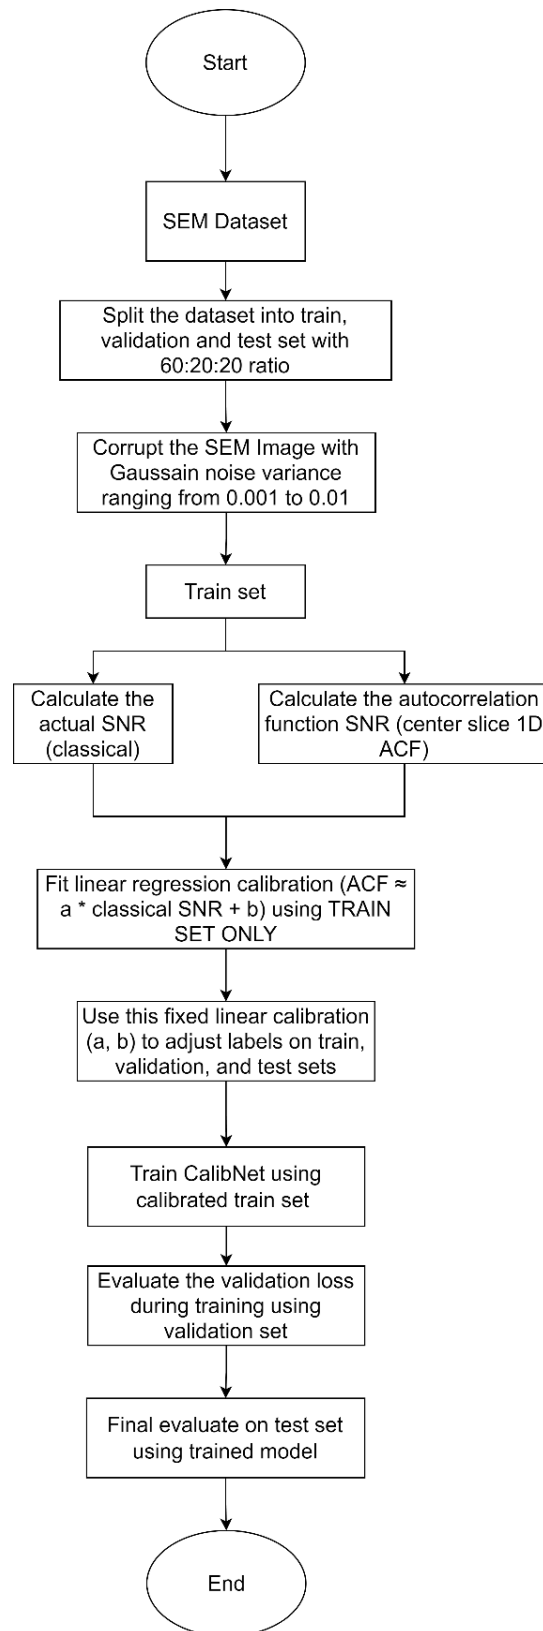 Start
SEM Dataset
Split the dataset into train,
validation and test set with
60:20:20 ratio
Corrupt the SEM Image with
Gaussain noise variance
ranging from 0.001 to 0.01
Train set
Calculate the
actual SNR
(classical)
Calculate the autocorrelation
function SNR (center slice 1D
ACF)
Fit linear regression calibration (ACF ≈
a * classical SNR + b) using TRAIN
SET ONLY
Use this fixed linear calibration
(a, b) to adjust labels on train,
validation, and test sets
Train CalibNet using
calibrated train set
Evaluate the validation loss
during training using
validation set
Final evaluate on test set
using trained model
End